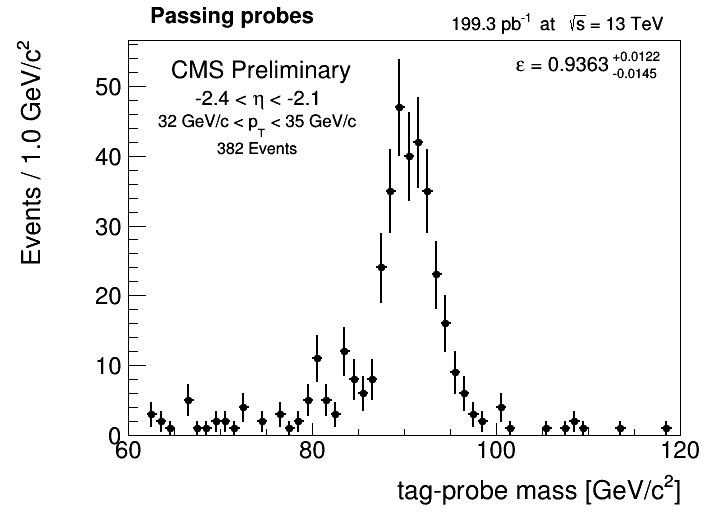 Passing probes
199.3 pb⁻¹ at √s = 13 TeV
CMS Preliminary
-2.4 < η < -2.1
32 GeV/c < p_T < 35 GeV/c
382 Events
ε = 0.9363 +0.0122 -0.0145
Events / 1.0 GeV/c²
50
40
30
20
10
0
60 80 100 120
tag-probe mass [GeV/c²]